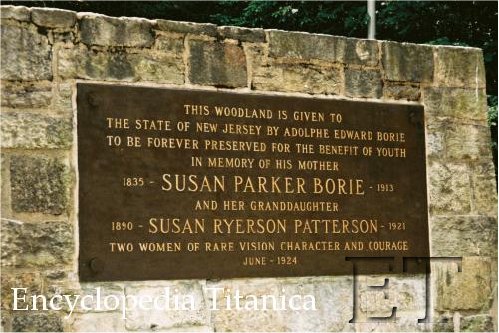 THIS WOODLAND IS GIVEN TO
THE STATE OF NEW JERSEY BY ADOLPHE EDWARD BORIE
TO BE FOREVER PRESERVED FOR THE BENEFIT OF YOUTH
IN MEMORY OF HIS MOTHER
1835 - SUSAN PARKER BORIE - 1913
AND HER GRANDDAUGHTER
1890 - SUSAN RYERSON PATTERSON - 1921
TWO WOMEN OF RARE VISION CHARACTER AND COURAGE
JUNE - 1924
ET
Encyclopedia Titanica